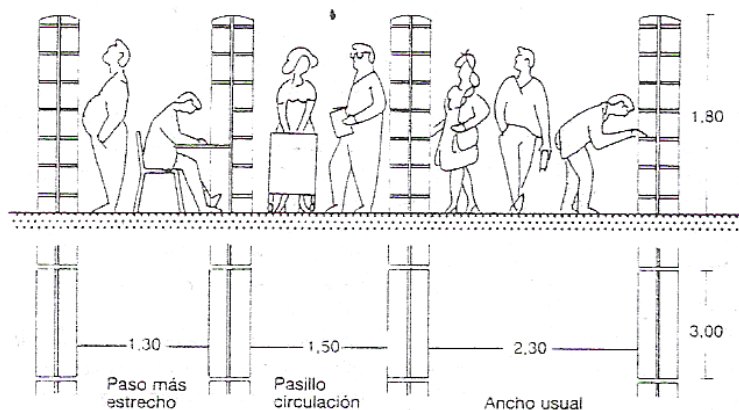 1,80
3,00
1,30
1,50
2,30
Paso más
estrecho
Pasillo
circulación
Ancho usual